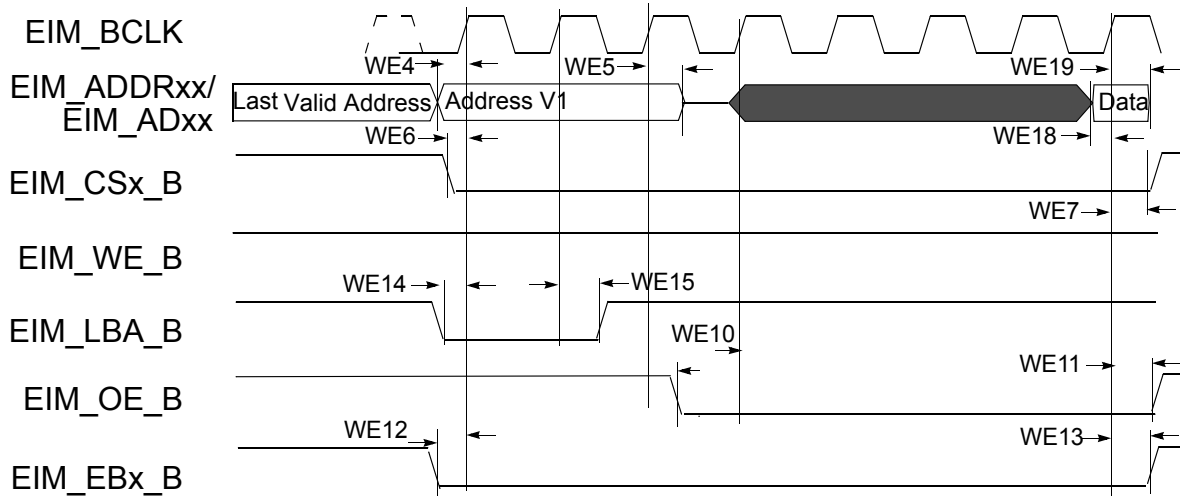 EIM_BCLK
WE4
WE5
WE19
EIM_ADDRxx/
EIM_ADxx
Last Valid Address
Address V1
Data
WE6
WE18
EIM_CSx_B
WE7
EIM_WE_B
WE14
WE15
EIM_LBA_B
WE10
WE11
EIM_OE_B
WE12
WE13
EIM_EBx_B